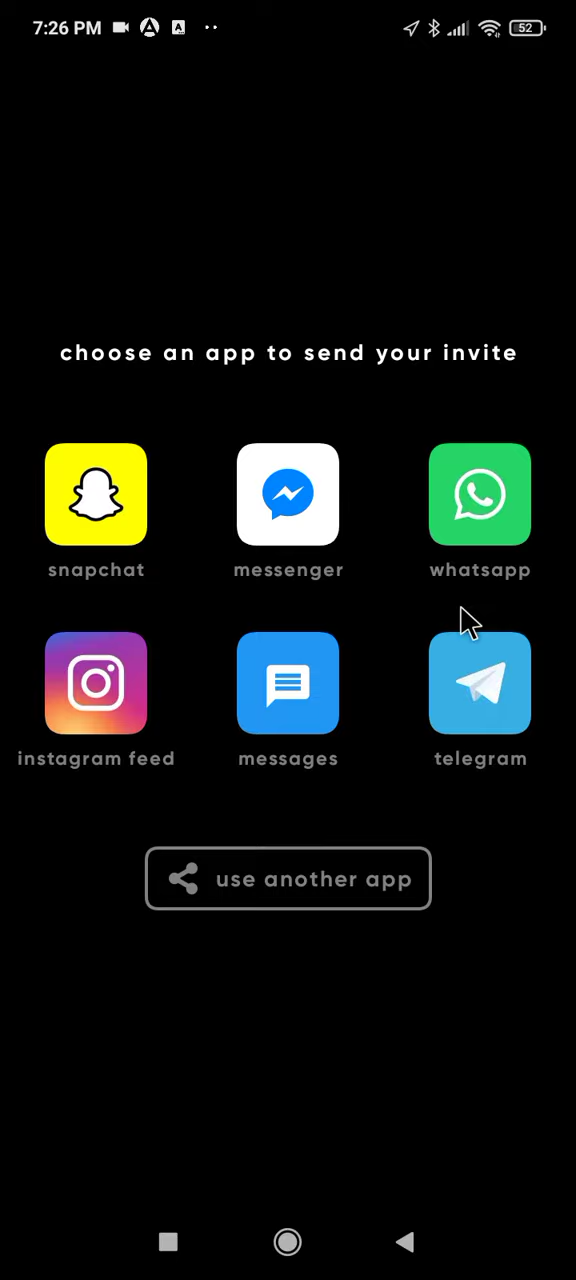 7:26 PM
52
choose an app to send your invite
snapchat
messenger
whatsapp
instagram feed
messages
telegram
use another app